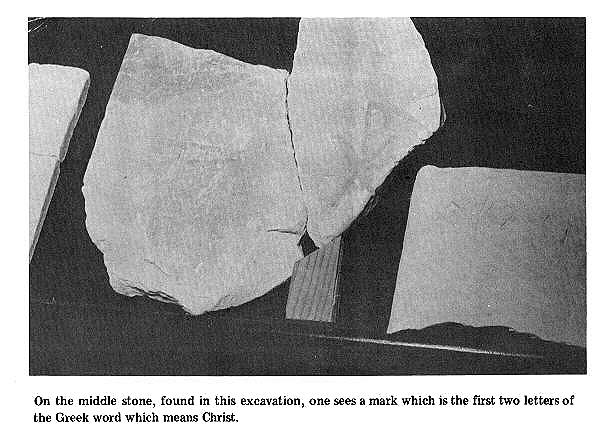 On the middle stone, found in this excavation, one sees a mark which is the first two letters of
the Greek word which means Christ.